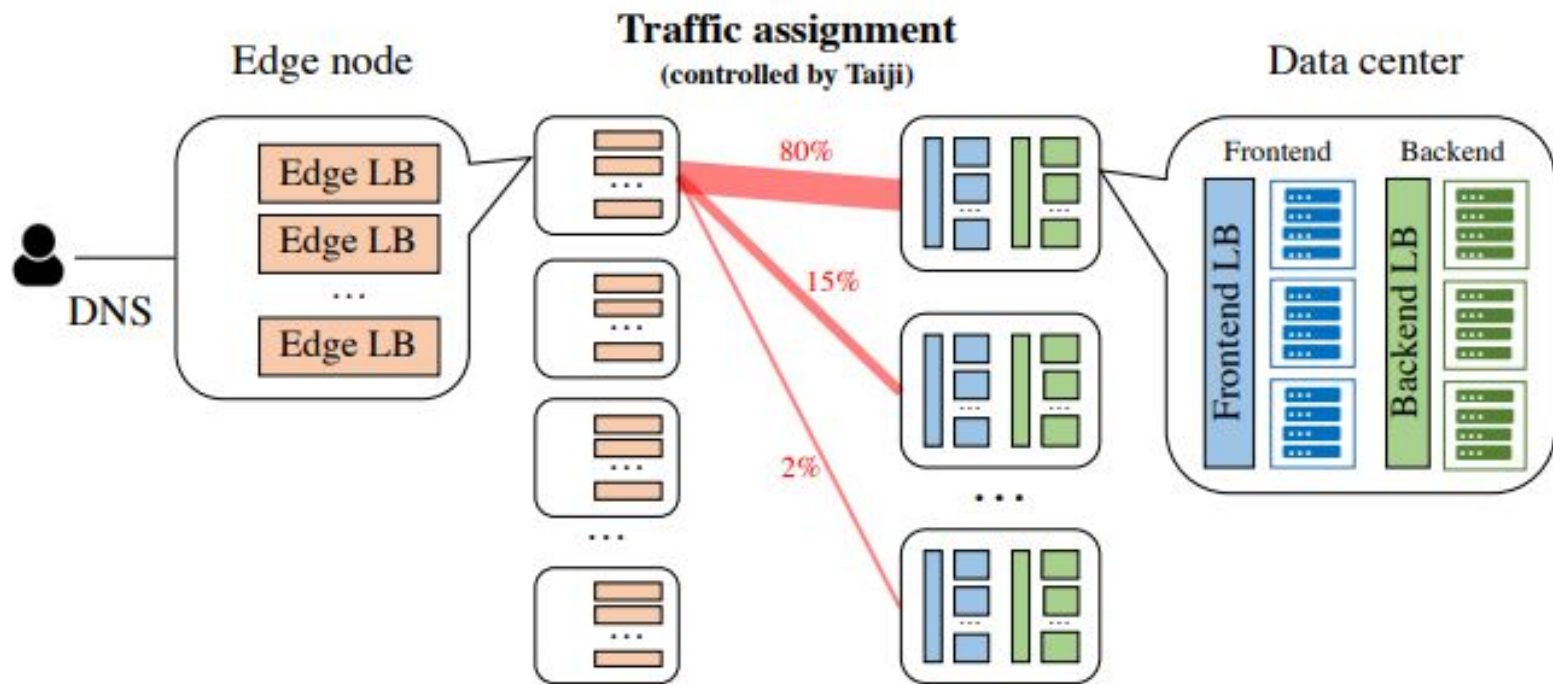 Traffic assignment
(controlled by Taiji)
Edge node
Data center
Edge LB
Edge LB
...
Edge LB
DNS
...
...
...
...
...
80%
15%
2%
...
Frontend
Backend
Frontend LB
Backend LB